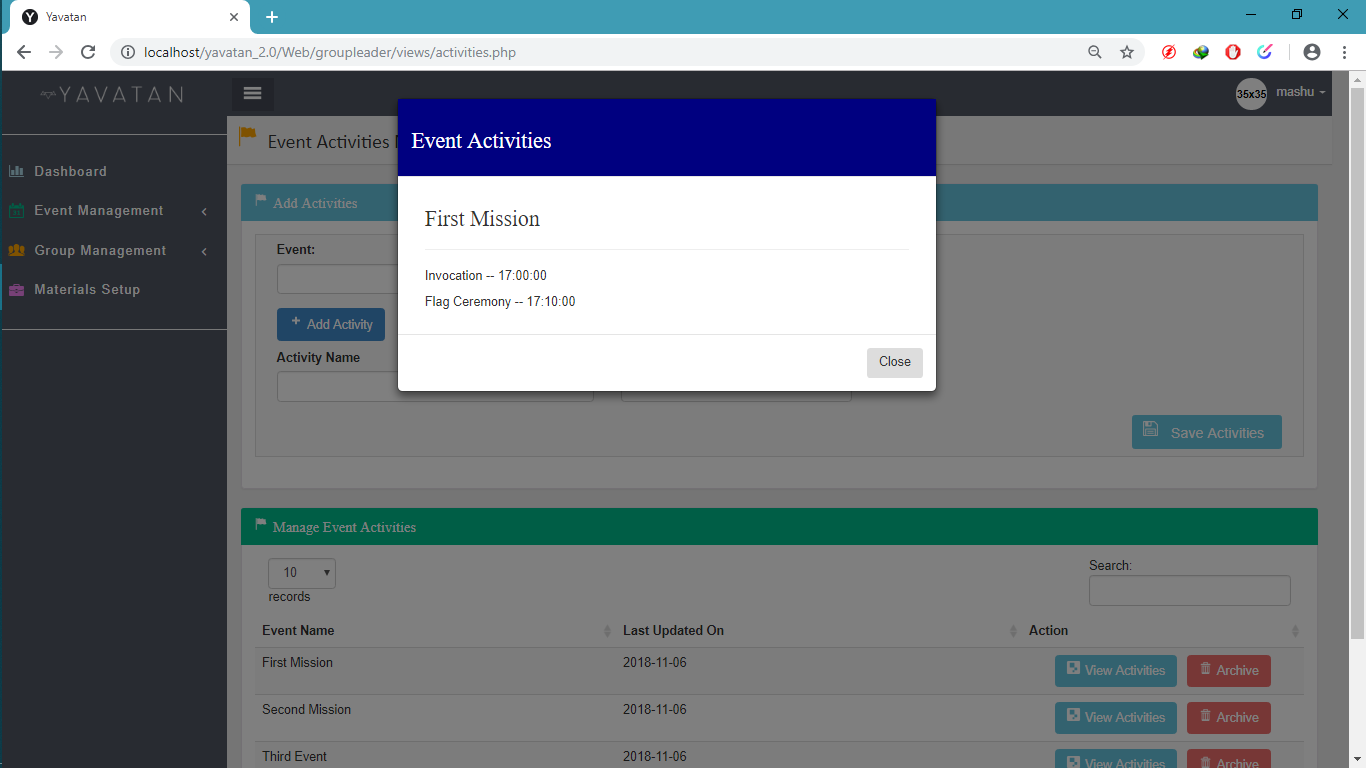 Yavatan
localhost/yavatan_2.0/Web/groupleader/views/activities.php
YAVATAN
35x35
mashu
Event Activities
Event Activities
Dashboard
Event Management
Group Management
Materials Setup
Add Activities
First Mission
Event:
Invocation -- 17:00:00
Flag Ceremony -- 17:10:00
Add Activity
Activity Name
Close
Save Activities
Manage Event Activities
10
records
Search:
Event Name Last Updated On Action
First Mission 2018-11-06 View Activities Archive
Second Mission 2018-11-06 View Activities Archive
Third Event 2018-11-06 View Activities Archive